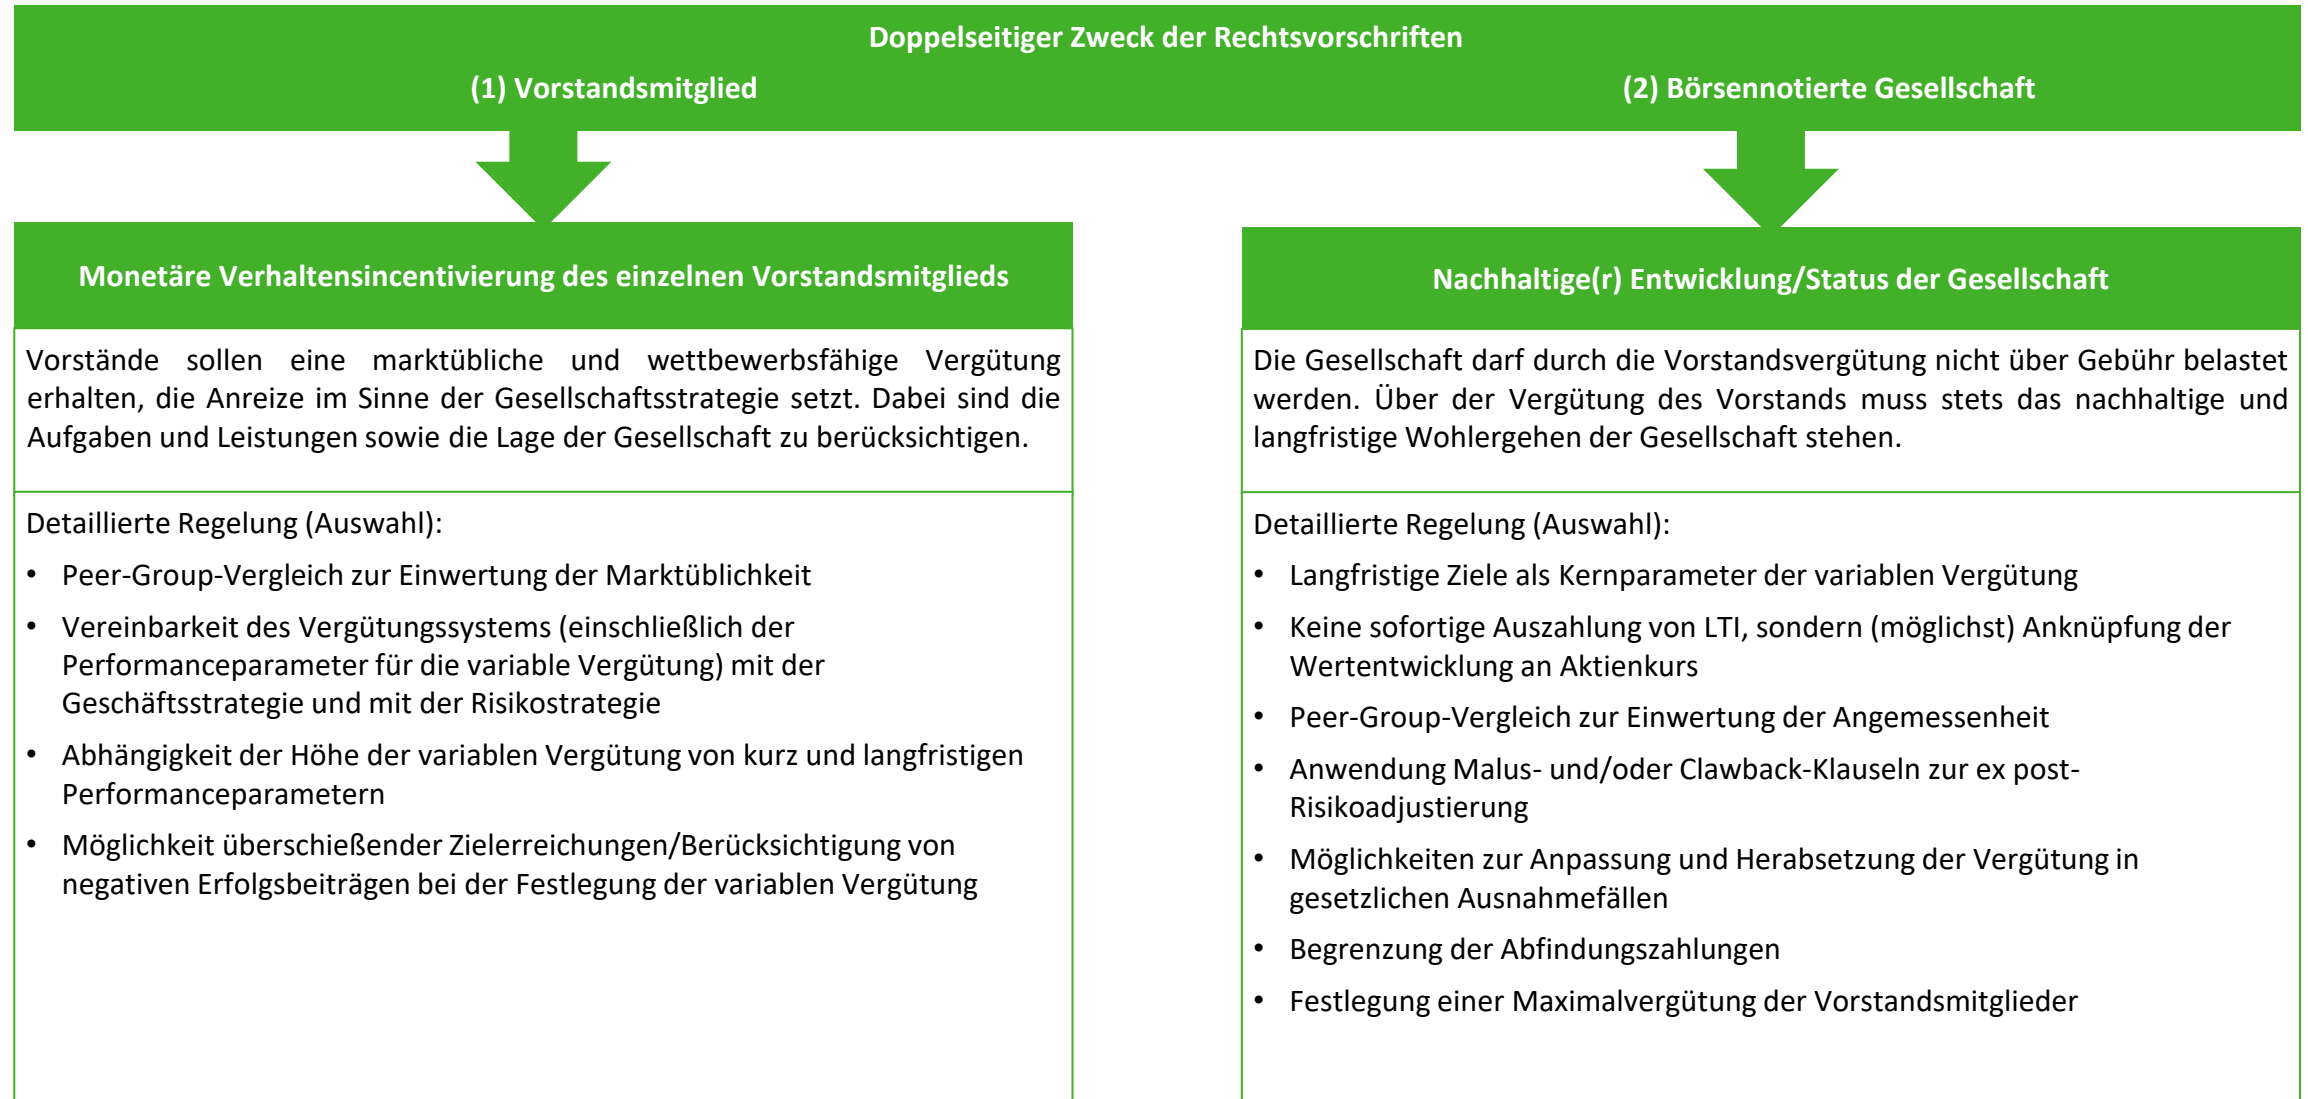 Doppelseitiger Zweck der Rechtsvorschriften
(1) Vorstandsmitglied
(2) Börsennotierte Gesellschaft
Monetäre Verhaltensincentivierung des einzelnen Vorstandsmitglieds
Vorstände sollen eine marktübliche und wettbewerbsfähige Vergütung
erhalten, die Anreize im Sinne der Gesellschaftsstrategie setzt. Dabei sind die
Aufgaben und Leistungen sowie die Lage der Gesellschaft zu berücksichtigen.
Detaillierte Regelung (Auswahl):
• Peer-Group-Vergleich zur Einwertung der Marktüblichkeit
• Vereinbarkeit des Vergütungssystems (einschließlich der
Performanceparameter für die variable Vergütung) mit der
Geschäftsstrategie und mit der Risikostrategie
• Abhängigkeit der Höhe der variablen Vergütung von kurz und langfristigen
Performanceparametern
• Möglichkeit überschießender Zielerreichungen/Berücksichtigung von
negativen Erfolgsbeiträgen bei der Festlegung der variablen Vergütung
Nachhaltige(r) Entwicklung/Status der Gesellschaft
Die Gesellschaft darf durch die Vorstandsvergütung nicht über Gebühr belastet
werden. Über der Vergütung des Vorstands muss stets das nachhaltige und
langfristige Wohlergehen der Gesellschaft stehen.
Detaillierte Regelung (Auswahl):
• Langfristige Ziele als Kernparameter der variablen Vergütung
• Keine sofortige Auszahlung von LTI, sondern (möglichst) Anknüpfung der
Wertentwicklung an Aktienkurs
• Peer-Group-Vergleich zur Einwertung der Angemessenheit
• Anwendung Malus- und/oder Clawback-Klauseln zur ex post-
Risikoadjustierung
• Möglichkeiten zur Anpassung und Herabsetzung der Vergütung in
gesetzlichen Ausnahmefällen
• Begrenzung der Abfindungszahlungen
• Festlegung einer Maximalvergütung der Vorstandsmitglieder